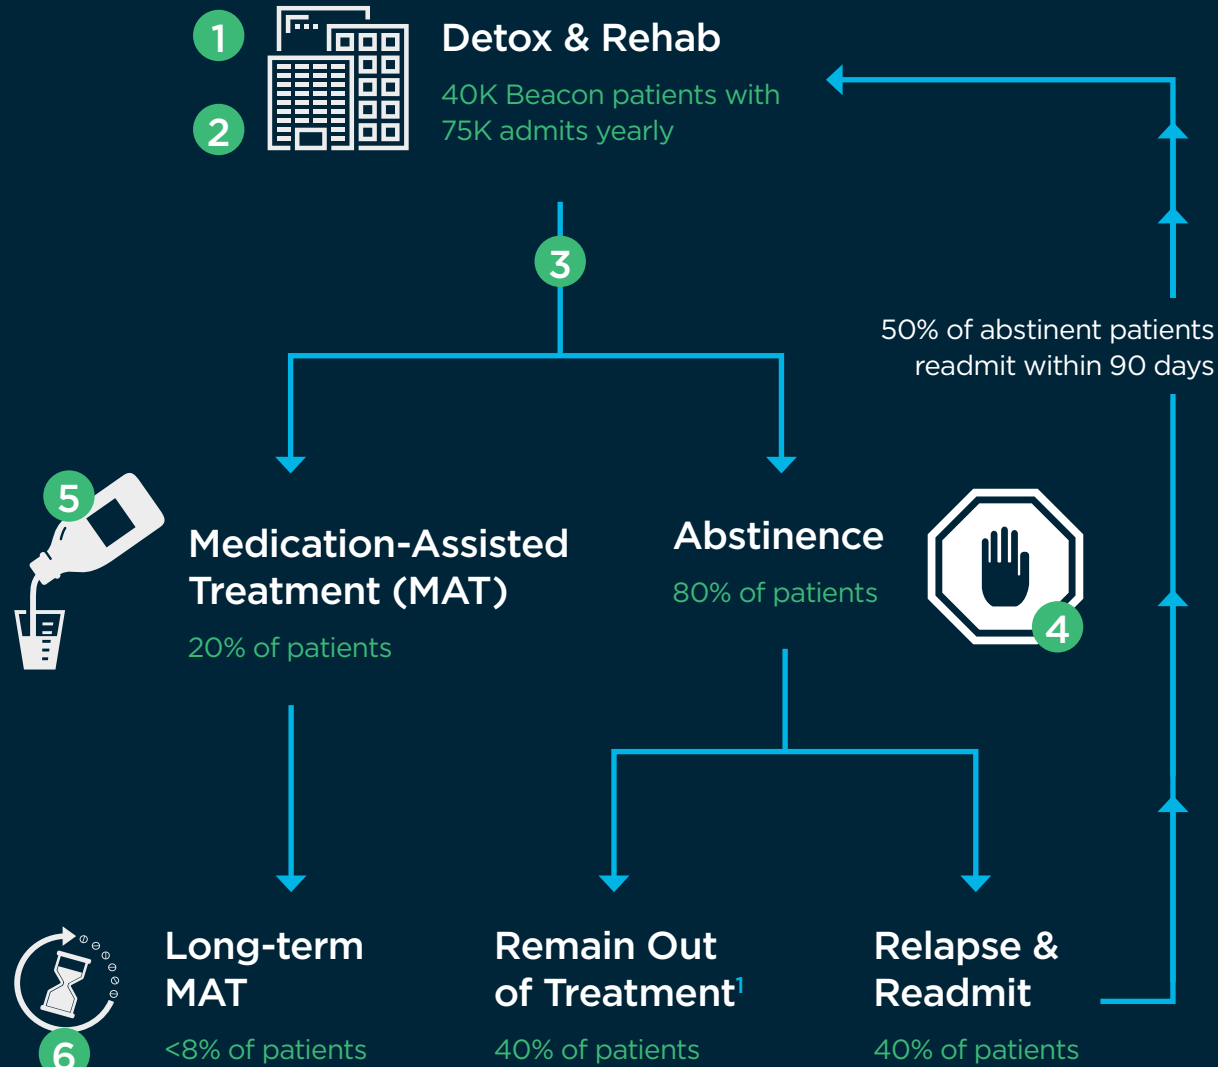 1
Detox & Rehab
40K Beacon patients with
75K admits yearly
2
3
50% of abstinent patients
readmit within 90 days
5
Medication-Assisted
Treatment (MAT)
20% of patients
Abstinence
80% of patients
4
Long-term
MAT
<8% of patients
6
Remain Out
of Treatment1
40% of patients
Relapse &
Readmit
40% of patients